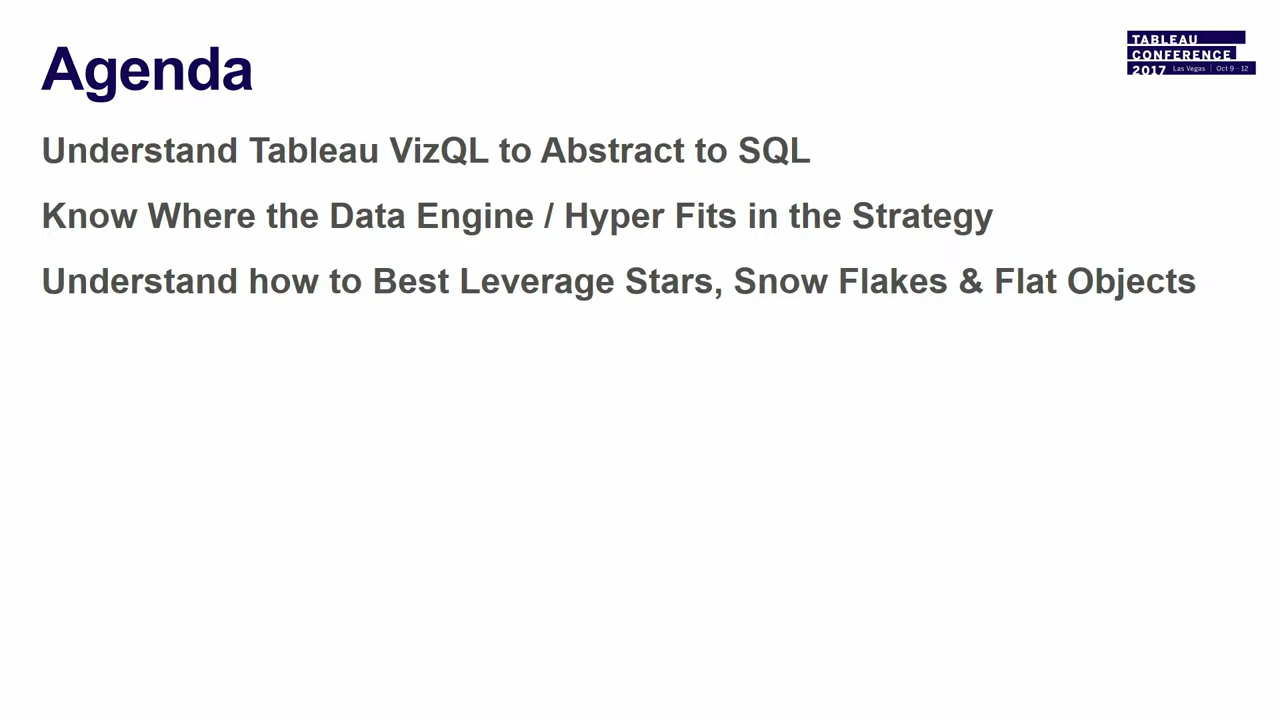 Agenda
TABLEAU
CONFERENCE
2017 Las Vegas | Oct 9 - 12
Understand Tableau VizQL to Abstract to SQL
Know Where the Data Engine / Hyper Fits in the Strategy
Understand how to Best Leverage Stars, Snow Flakes & Flat Objects